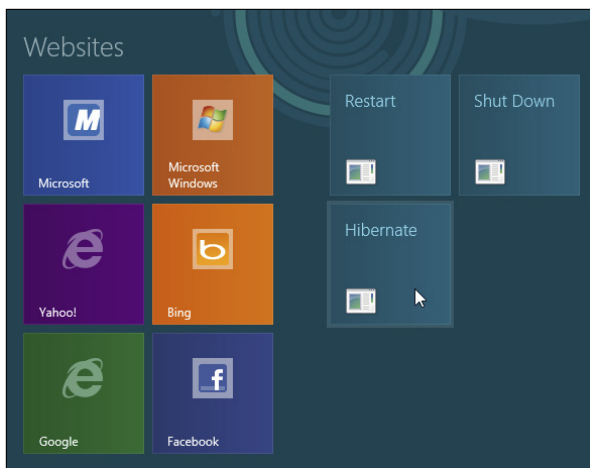 Websites
Microsoft
Microsoft
Windows
Yahoo!
Bing
Google
Facebook
Restart
Shut Down
Hibernate